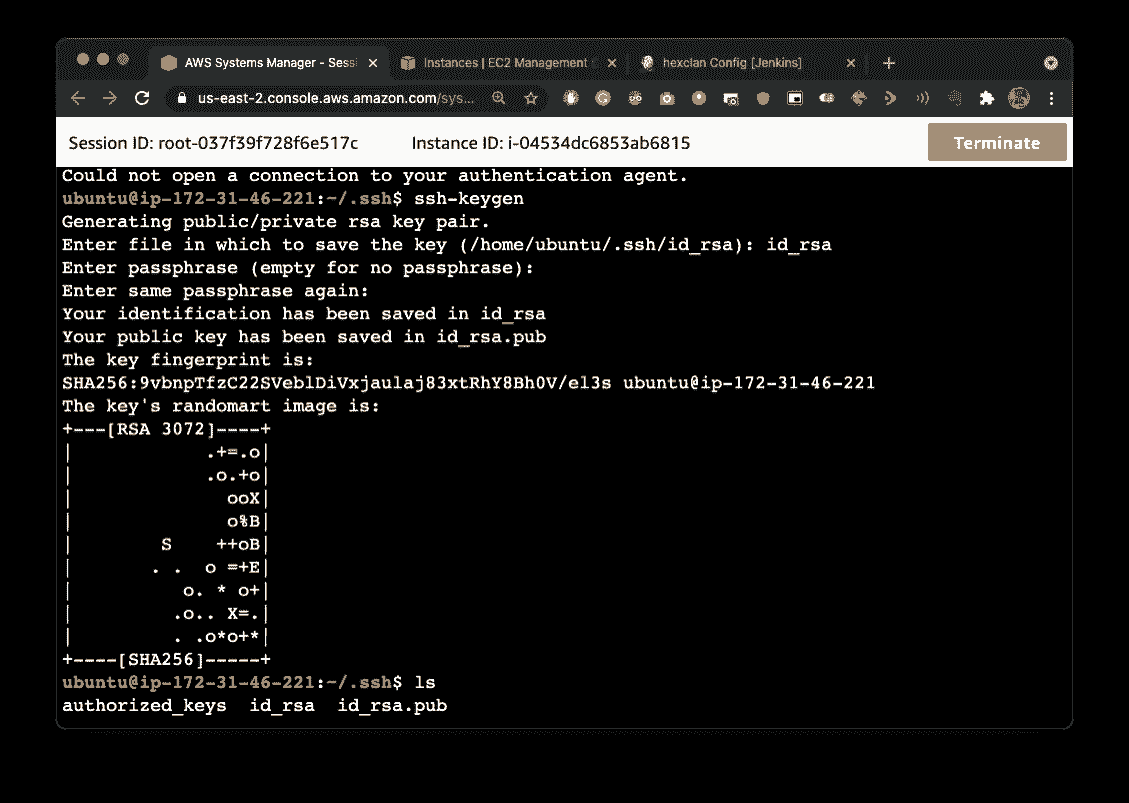 AWS Systems Manager - Sessi
Instances | EC2 Management
hexclan Config [Jenkins]
us-east-2.console.aws.amazon.com/sys...
Session ID: root-037f39f728f6e517c Instance ID: i-04534dc6853ab6815 Terminate
Could not open a connection to your authentication agent.
ubuntu@ip-172-31-46-221:~/.ssh$ ssh-keygen
Generating public/private rsa key pair.
Enter file in which to save the key (/home/ubuntu/.ssh/id_rsa): id_rsa
Enter passphrase (empty for no passphrase):
Enter same passphrase again:
Your identification has been saved in id_rsa
Your public key has been saved in id_rsa.pub
The key fingerprint is:
SHA256:9vbnpTfzC22SVeblDiVxjaulaj83xtRhY8Bh0V/el3s ubuntu@ip-172-31-46-221
The key's randomart image is:
+---[RSA 3072]----+
|            .+=.o|
|            .o.+o|
|              ooX|
|              o%B|
|        S    ++oB|
|       . .  o =+E|
|          o. * o+|
|         .o.. X=.|
|         . .o*o+*|
+----[SHA256]-----+
ubuntu@ip-172-31-46-221:~/.ssh$ ls
authorized_keys  id_rsa  id_rsa.pub